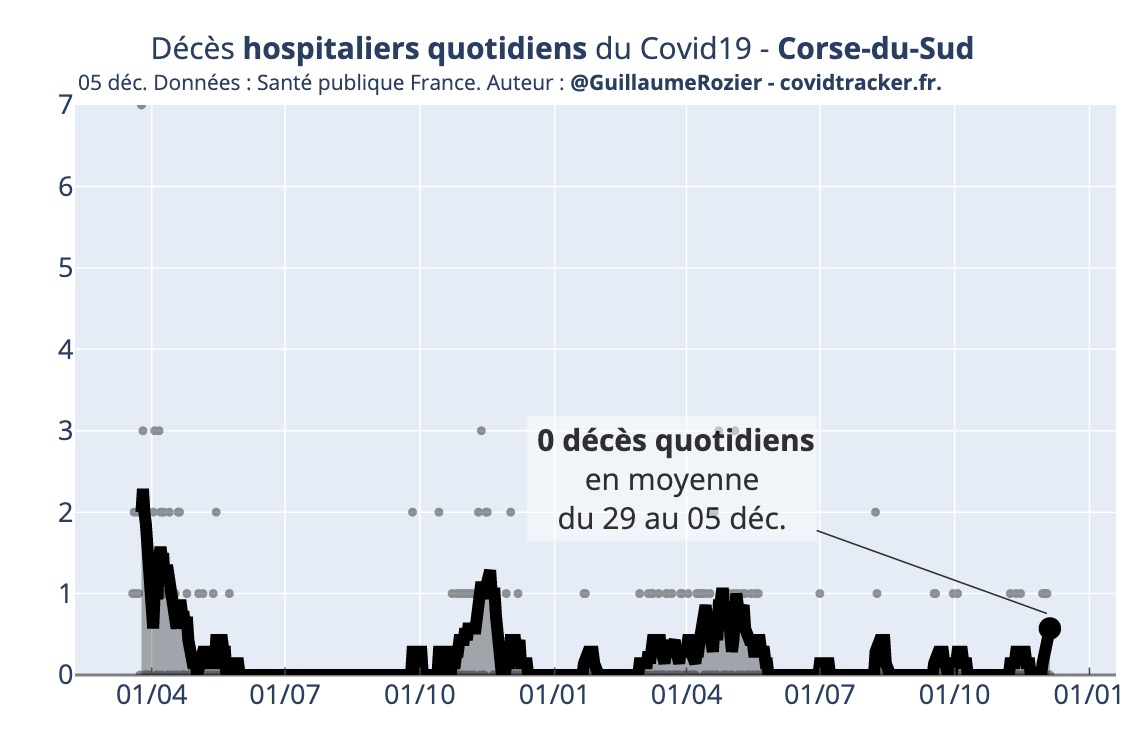 Décès hospitaliers quotidiens du Covid19 - Corse-du-Sud
05 déc. Données : Santé publique France. Auteur : @GuillaumeRozier - covidtracker.fr.
7
6
5
4
3
2
1
0
0 décès quotidiens
en moyenne
du 29 au 05 déc.
01/04 01/07 01/10 01/01 01/04 01/07 01/10 01/01